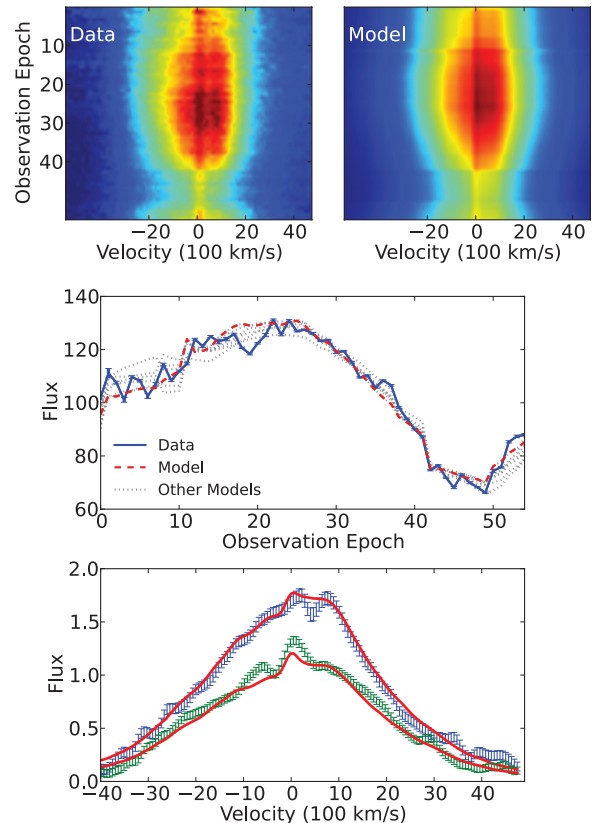 Data
Model
0
10
20
30
40
Observation Epoch
−20 0 20 40
−20 0 20 40
Velocity (100 km/s)
Velocity (100 km/s)
140
120
100
80
60
Flux
Data
Model
Other Models
0 10 20 30 40 50
Observation Epoch
2.0
1.5
1.0
0.5
0.0
Flux
−40 −30 −20 −10 0 10 20 30 40
Velocity (100 km/s)